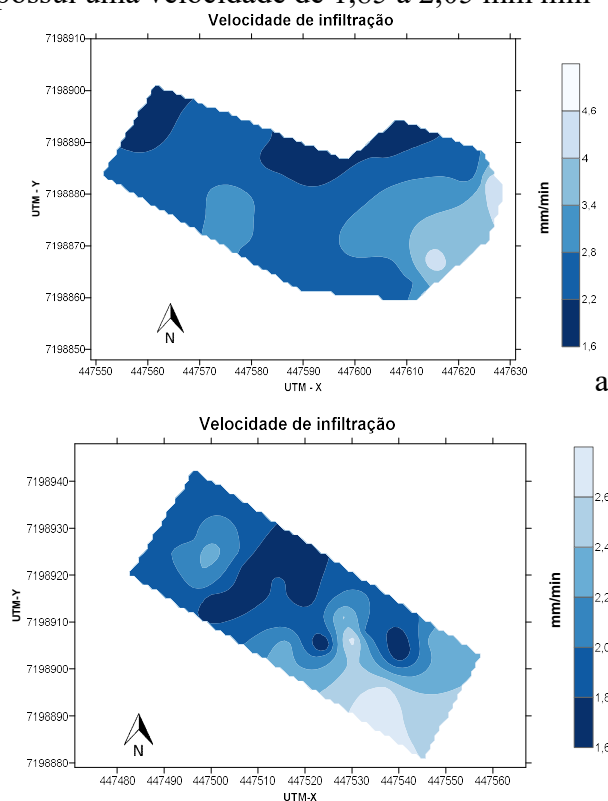 possui uma velocidade de 1,85 a 2,05 mm min
Velocidade de infiltração
7198910
7198900
7198890
7198880
7198870
7198860
7198850
UTM - Y
N
447550 447560 447570 447580 447590 447600 447610 447620 447630
UTM - X
mm/min
4,6
4
3,4
2,8
2,2
1,6
a
Velocidade de infiltração
7198940
7198930
7198920
7198910
7198900
7198890
7198880
UTM-Y
N
447480 447490 447500 447510 447520 447530 447540 447550 447560
UTM-X
mm/min
2,6
2,4
2,2
2,0
1,8
1,6